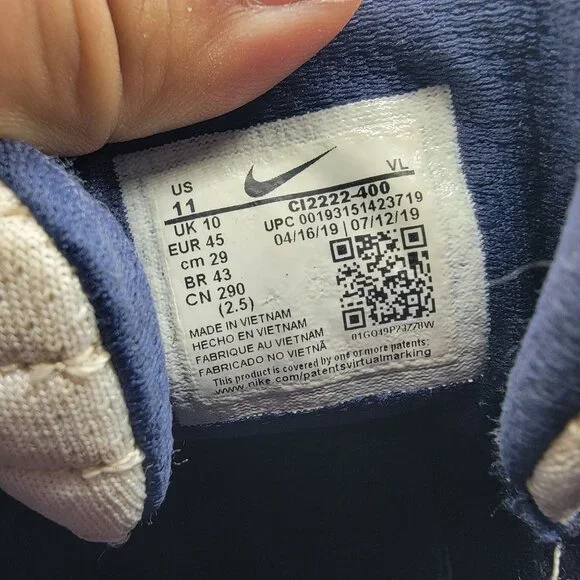 US
11
UK 10
EUR 45
cm 29
BR 43
CN 290
(2.5)
VL
CI2222-400
UPC 00193151423719
04/16/19 | 07/12/19
MADE IN VIETNAM
HECHO EN VIETNAM
FABRIQUE AU VIETNAM
FABRICADO NO VIETNÃ
This product is covered by one or more patents:
www.nike.com/patentsvirtualmarking